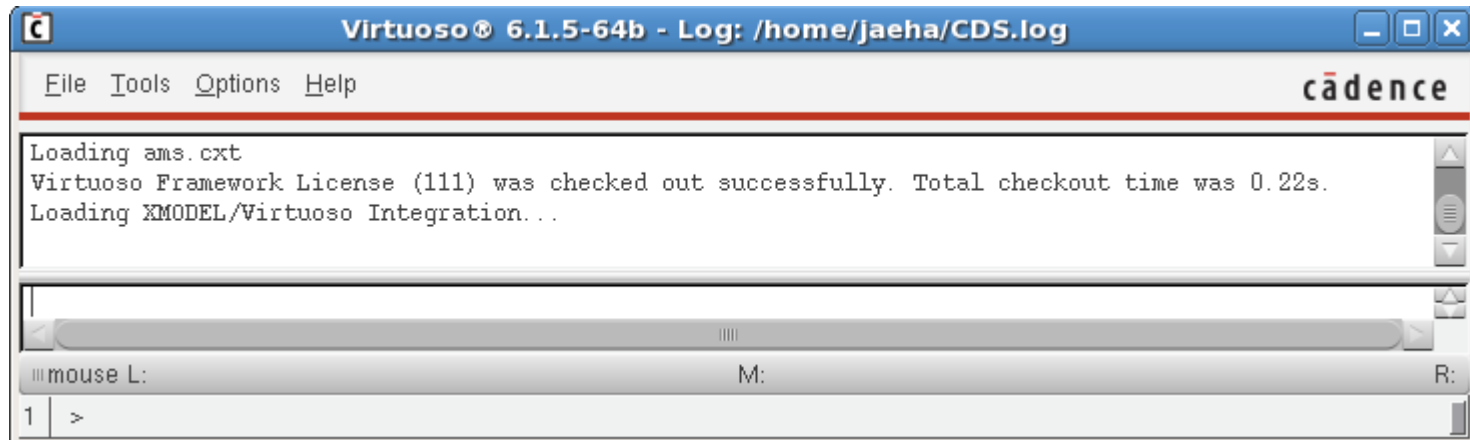 Virtuoso® 6.1.5-64b - Log: /home/jaeha/CDS.log
File Tools Options Help
cādence
Loading ams.cxt
Virtuoso Framework License (111) was checked out successfully. Total checkout time was 0.22s.
Loading XMODEL/Virtuoso Integration...
mouse L: M: R:
1 >